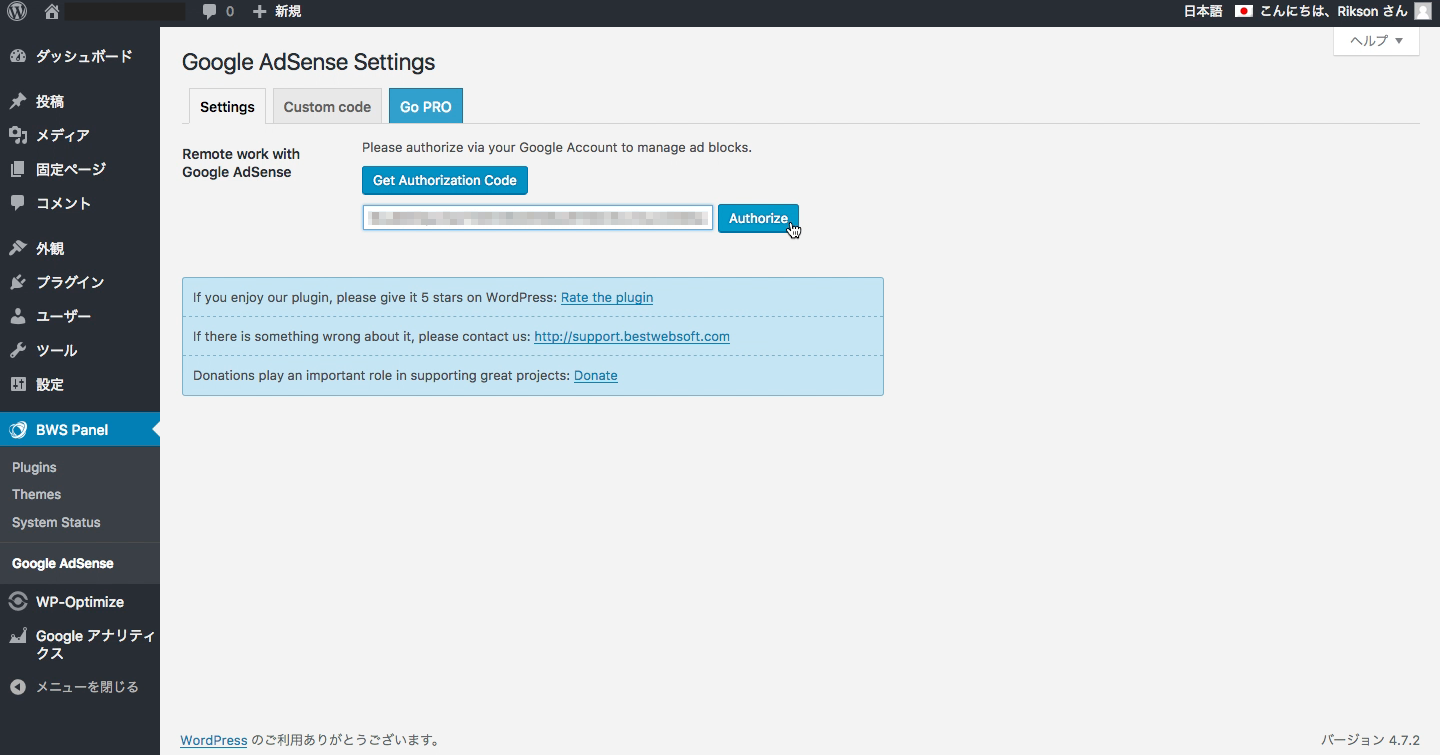 0
新規
日本語
こんにちは、Rikson さん
ダッシュボード
投稿
メディア
固定ページ
コメント
外観
プラグイン
ユーザー
ツール
設定
BWS Panel
Plugins
Themes
System Status
Google AdSense
WP-Optimize
Google アナリティ
クス
メニューを閉じる
ヘルプ
Google AdSense Settings
Settings
Custom code
Go PRO
Remote work with
Google AdSense
Please authorize via your Google Account to manage ad blocks.
Get Authorization Code
Authorize
If you enjoy our plugin, please give it 5 stars on WordPress: Rate the plugin
If there is something wrong about it, please contact us: http://support.bestwebsoft.com
Donations play an important role in supporting great projects: Donate
WordPress のご利用ありがとうございます。
バージョン 4.7.2